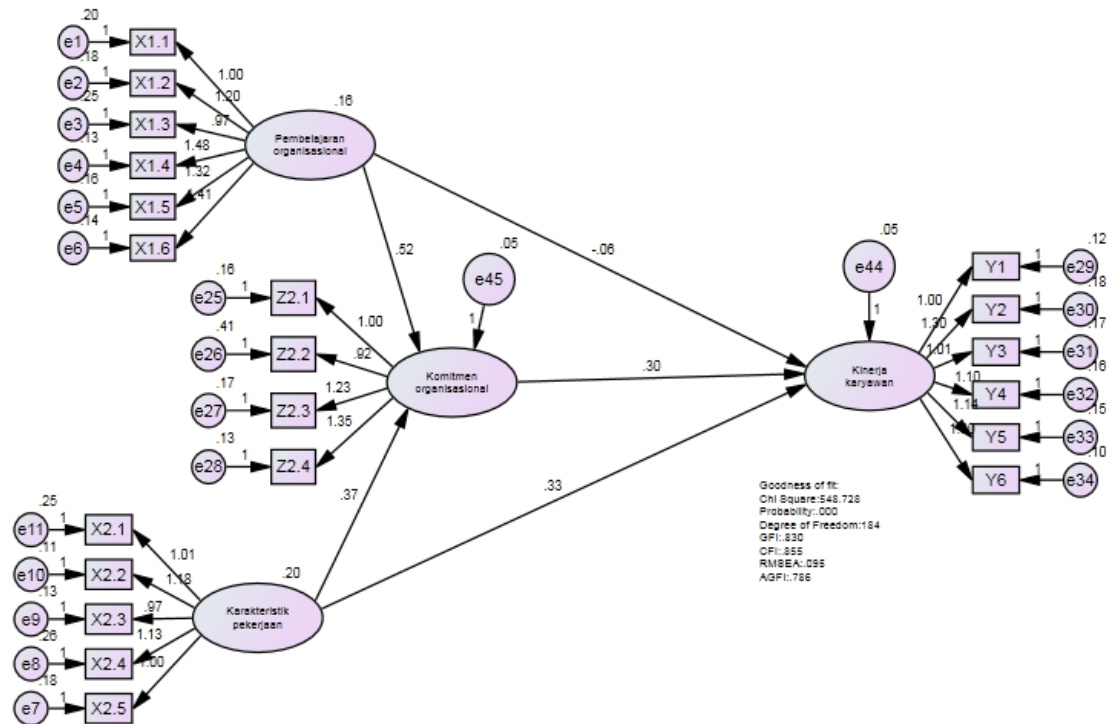 .20
e1 1 X1.1
.18
e2 1 X1.2
.25
e3 1 X1.3
.13
e4 1 X1.4
.16
e5 1 X1.5
.14
e6 1 X1.6
1.00
1.20
.97
1.48
1.32
.16
Pembelajaran
organisasional
.52
-.06
.16
e25 1 Z2.1
.41
e26 1 Z2.2
.17
e27 1 Z2.3
.13
e28 1 Z2.4
1.00
.92
1.23
1.35
.05
e45
1
Komitmen
organisasional
.30
.37
.33
.25
e11 1 X2.1
.11
e10 1 X2.2
.13
e9 1 X2.3
.26
e8 1 X2.4
.18
e7 1 X2.5
1.01
1.18
.97
1.13
1.00
.20
Karakteristik
pekerjaan
.05
e44
1
Kinerja
karyawan
1.00
1.30
1.01
1.10
1.14
.12
Y1 1 e29
.18
Y2 1 e30
.17
Y3 1 e31
.16
Y4 1 e32
.15
Y5 1 e33
.10
Y6 1 e34
Goodness of fit:
Chi Square:548.728
Probability:.000
Degree of Freedom:184
GFI:.830
CFI:.855
RMSEA:.095
AGFI:.786